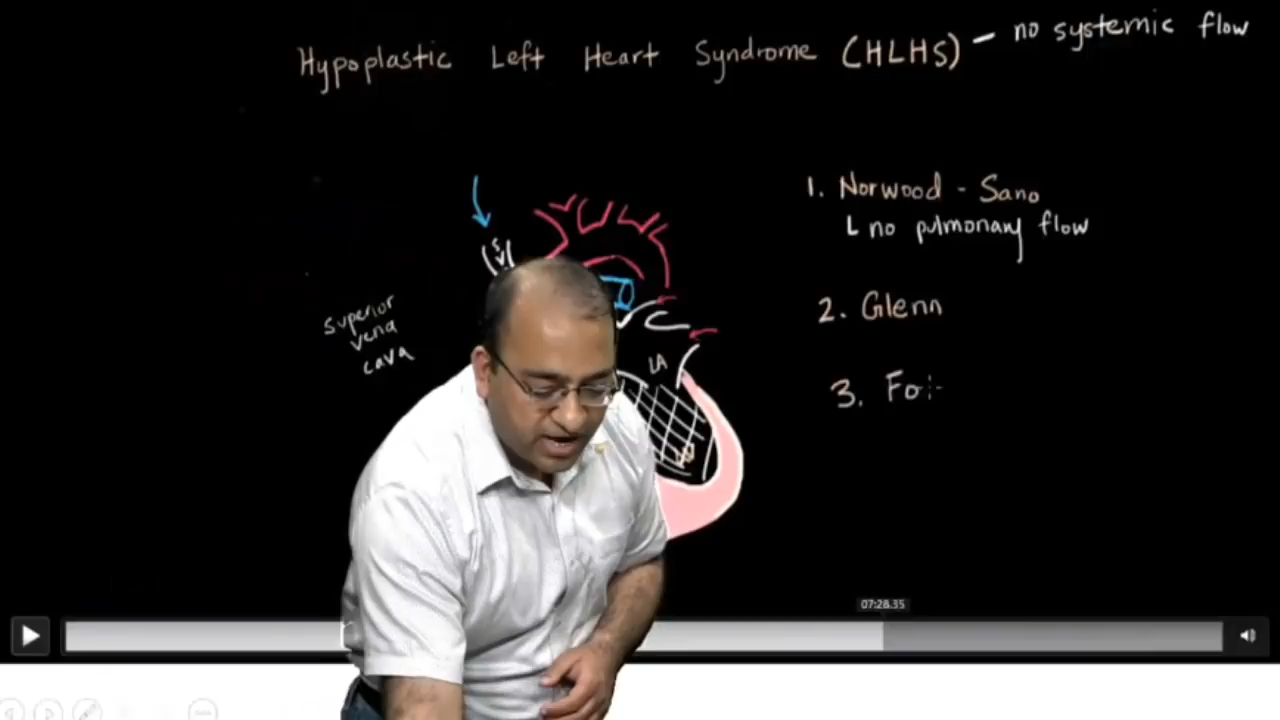 Hypoplastic Left Heart Syndrome (HLHS) - no systemic flow
1. Norwood - Sano
L no pulmonary flow
2. Glenn
3. Fo
superior
vena
cava
SV
LA
07:28.35